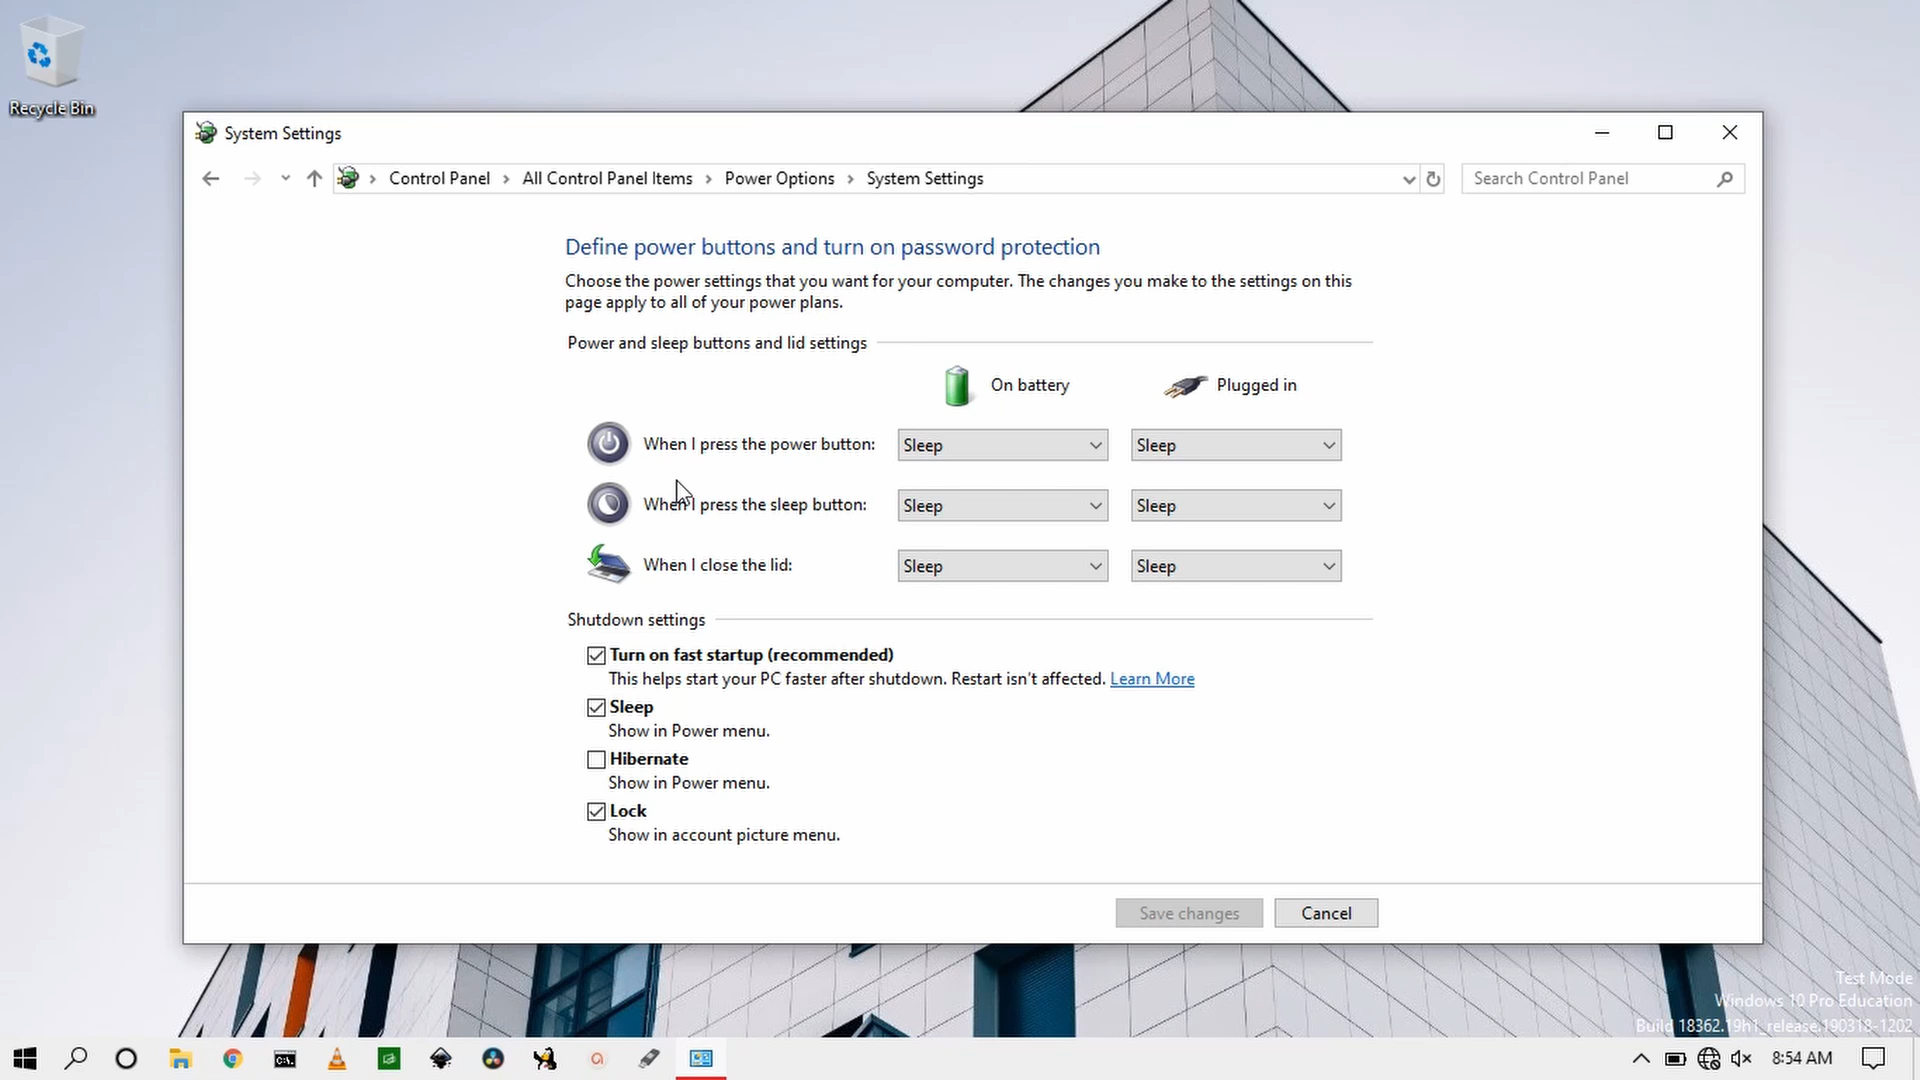 Recycle Bin
System Settings
Control Panel > All Control Panel Items > Power Options > System Settings
Search Control Panel
Define power buttons and turn on password protection
Choose the power settings that you want for your computer. The changes you make to the settings on this
page apply to all of your power plans.
Power and sleep buttons and lid settings
On battery Plugged in
When I press the power button: Sleep Sleep
When I press the sleep button: Sleep Sleep
When I close the lid: Sleep Sleep
Shutdown settings
Turn on fast startup (recommended)
This helps start your PC faster after shutdown. Restart isn't affected. Learn More
Sleep
Show in Power menu.
Hibernate
Show in Power menu.
Lock
Show in account picture menu.
Save changes Cancel
Test Mode
Windows 10 Pro Education
Build 18362.19h1_release.190318-1202
8:54 AM